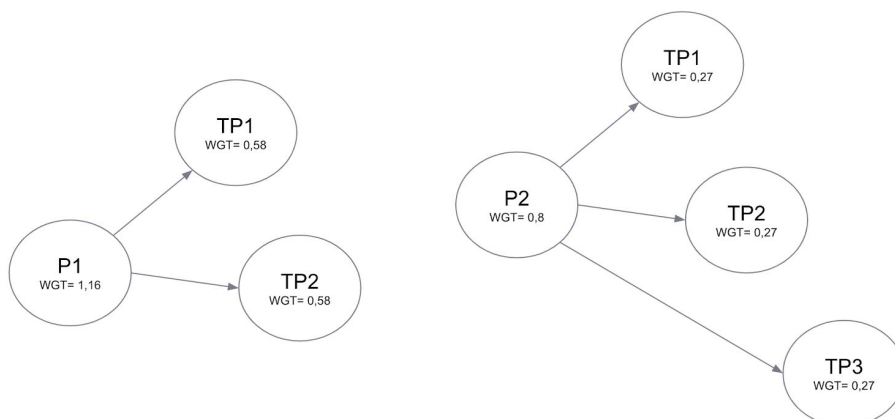 TP1
WGT= 0,58
P1
WGT= 1,16
TP2
WGT= 0,58
TP1
WGT= 0,27
P2
WGT= 0,8
TP2
WGT= 0,27
TP3
WGT= 0,27